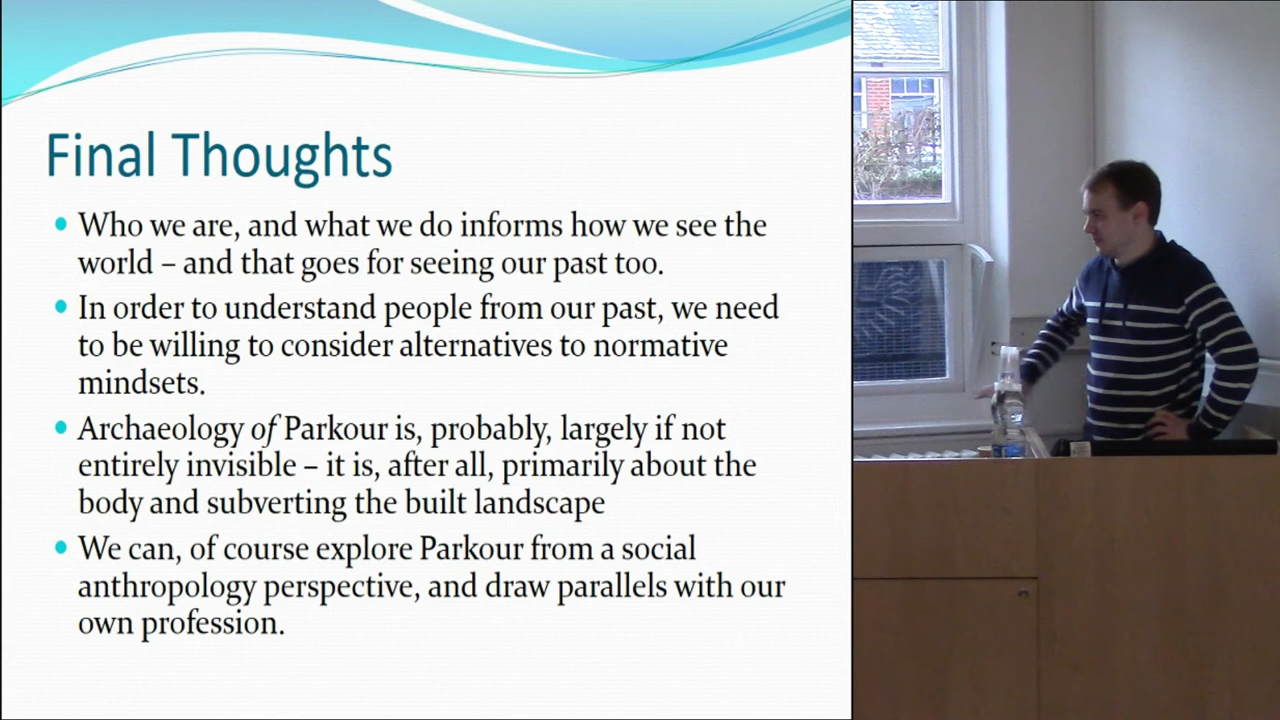 Final Thoughts
Who we are, and what we do informs how we see the
world – and that goes for seeing our past too.
In order to understand people from our past, we need
to be willing to consider alternatives to normative
mindsets.
Archaeology of Parkour is, probably, largely if not
entirely invisible – it is, after all, primarily about the
body and subverting the built landscape
We can, of course explore Parkour from a social
anthropology perspective, and draw parallels with our
own profession.